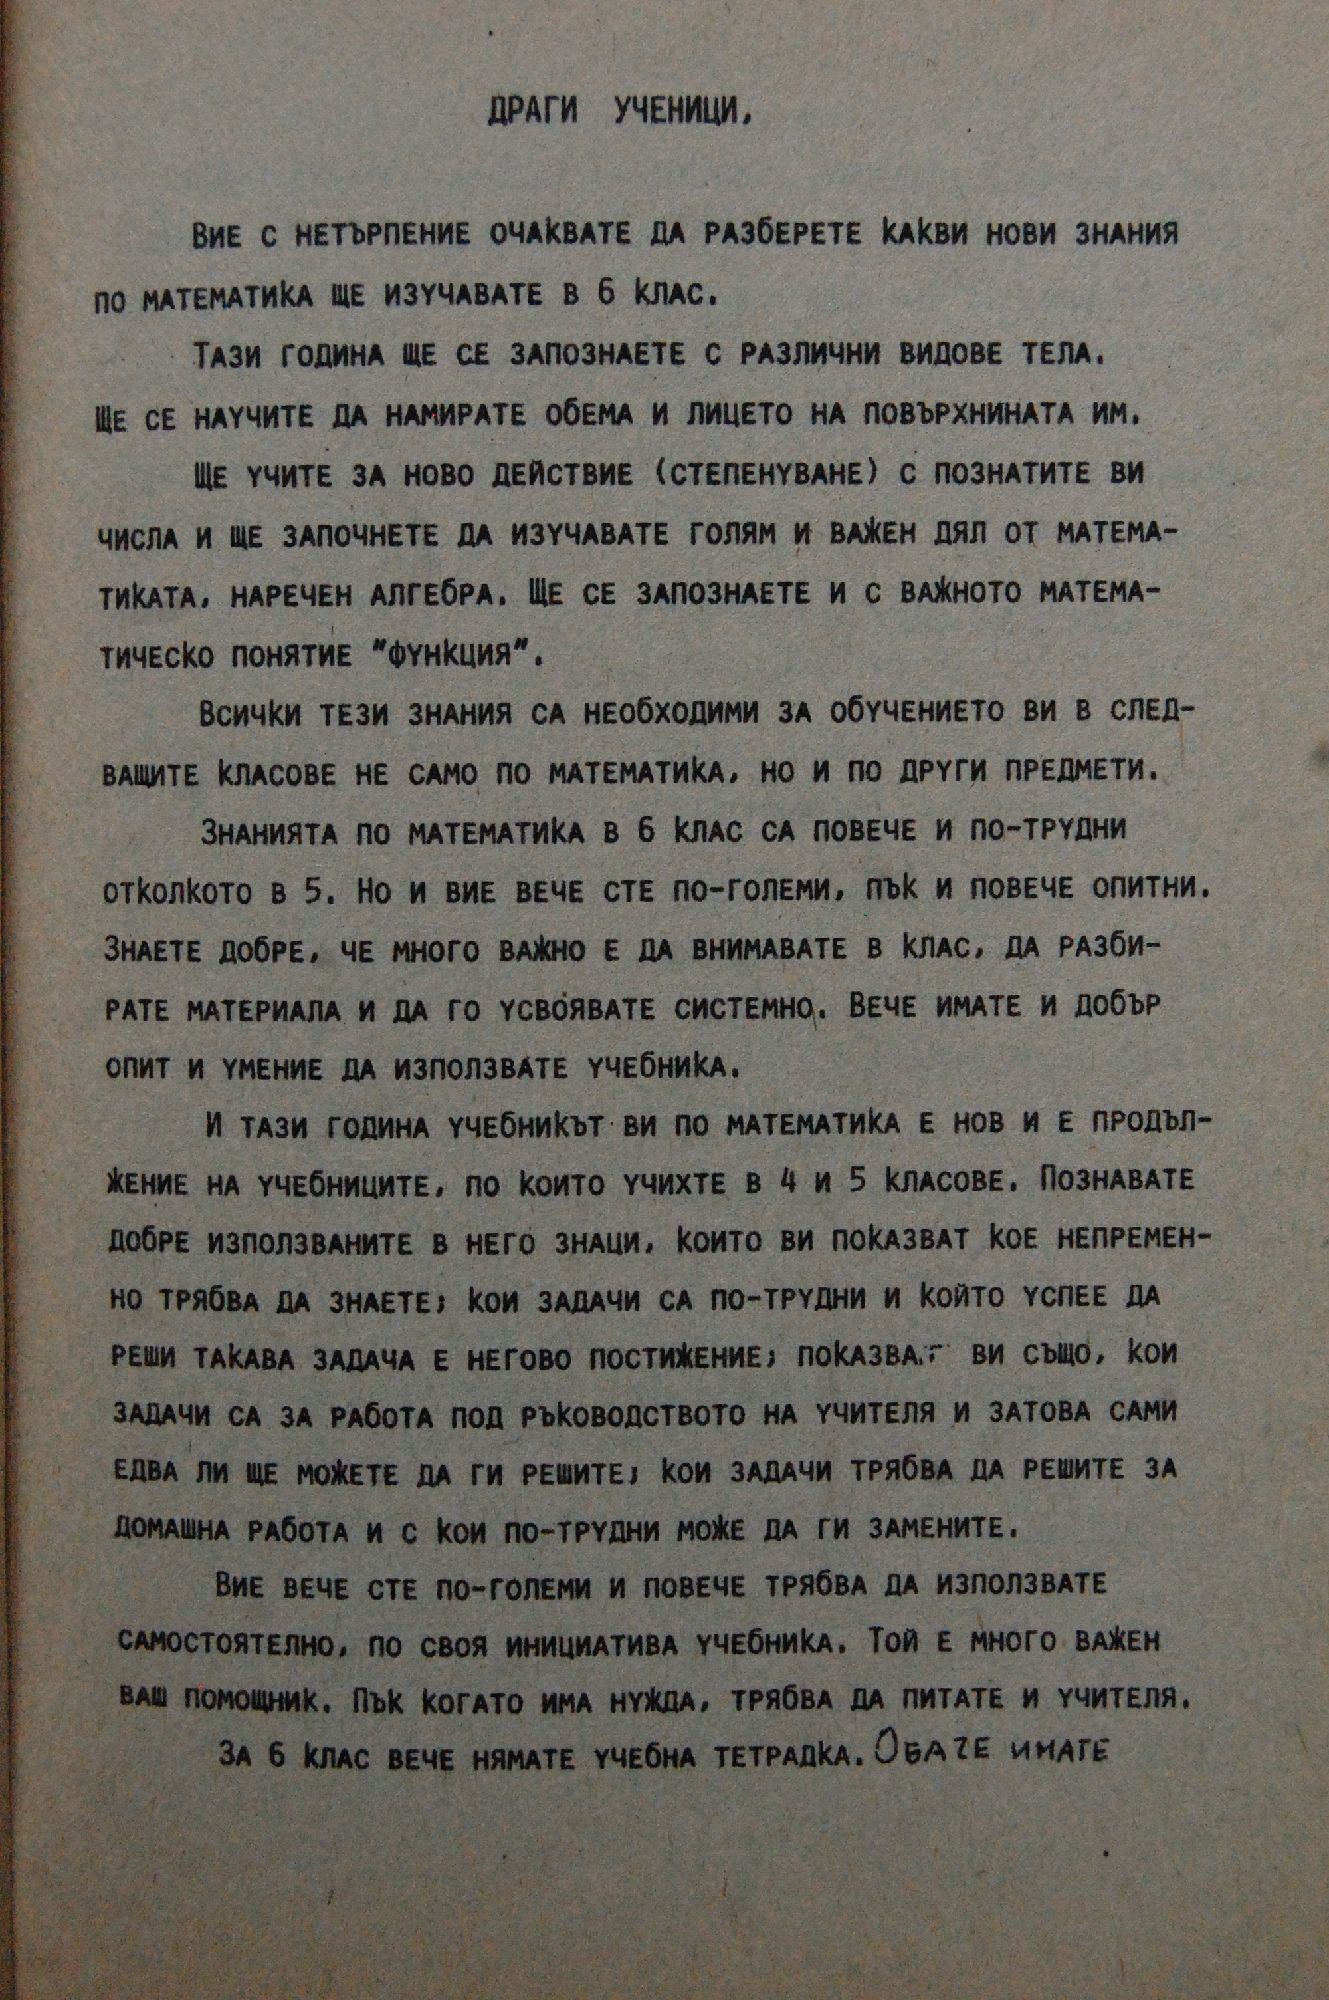 ДРАГИ УЧЕНИЦИ,
Вие с нетърпение очаквате да разберете какви нови знания
по математика ще изучавате в 6 клас.
Тази година ще се запознаете с различни видове тела.
Ще се научите да намирате обема и лицето на повърхнината им.
Ще учите за ново действие (степенуване) с познатите ви
числа и ще започнете да изучавате голям и важен дял от матема-
тиката, наречен алгебра. Ще се запознаете и с важното матема-
тическо понятие "функция".
Всички тези знания са необходими за обучението ви в след-
ващите класове не само по математика, но и по други предмети.
Знанията по математика в 6 клас са повече и по-трудни
отколкото в 5. Но и вие вече сте по-големи, пък и повече опитни.
Знаете добре, че много важно е да внимавате в клас, да разби-
рате материала и да го усвоявате системно. Вече имате и добър
опит и умение да използвате учебника.
И тази година учебникът ви по математика е нов и е продъл-
жение на учебниците, по които учихте в 4 и 5 класове. Познавате
добре използваните в него знаци, които ви показват кое непремен-
но трябва да знаете; кои задачи са по-трудни и който успее да
реши такава задача е негово постижение; показват ви също, кои
задачи са за работа под ръководството на учителя и затова сами
едва ли ще можете да ги решите; кои задачи трябва да решите за
домашна работа и с кои по-трудни може да ги замените.
Вие вече сте по-големи и повече трябва да използвате
самостоятелно, по своя инициатива учебника. Той е много важен
ваш помощник. Пък когато има нужда, трябва да питате и учителя.
За 6 клас вече нямате учебна тетрадка. Обаче имате